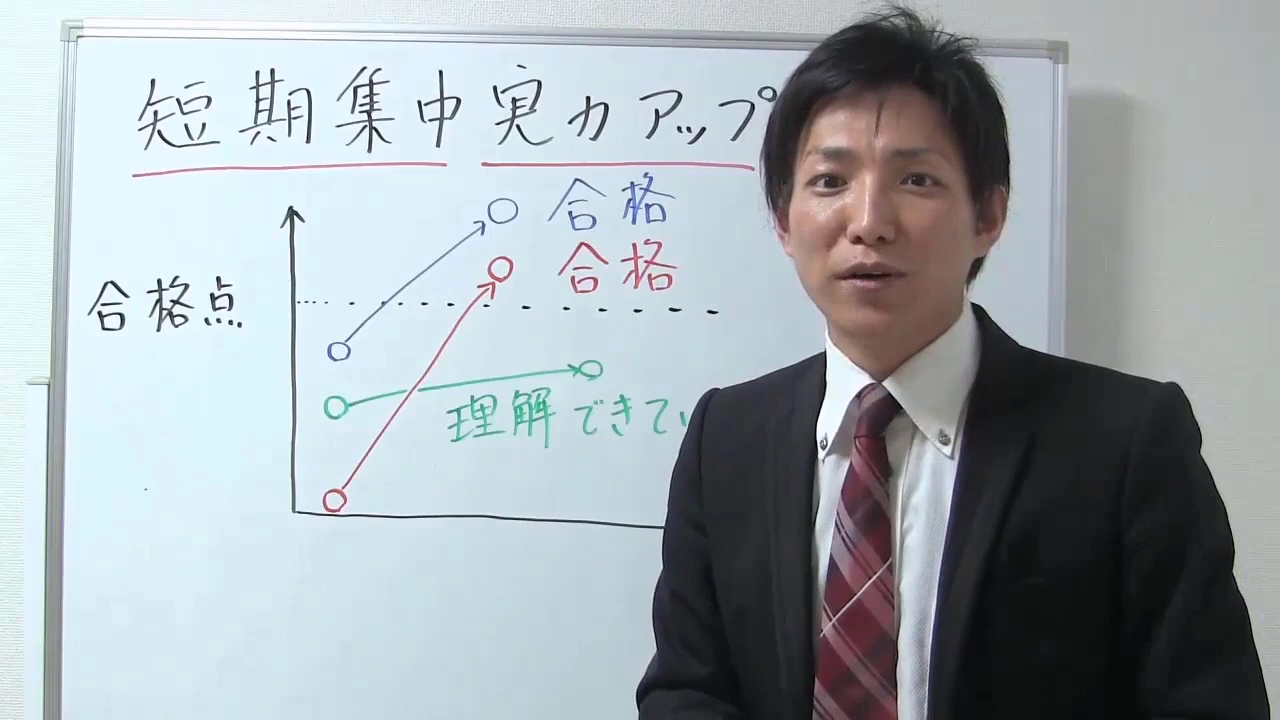 短期集中実力アップ
合格
合格
合格点
理解できてい